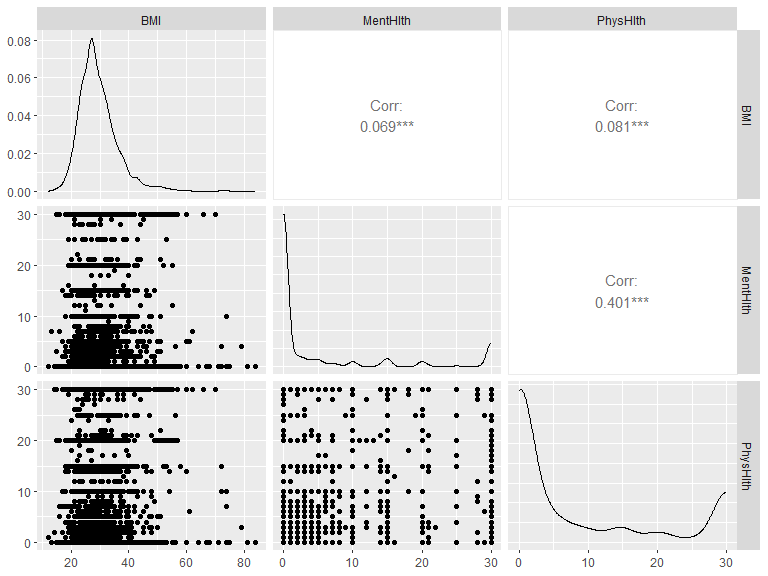 BMI
MentHlth
PhysHlth
0.08
0.06
0.04
0.02
0.00
Corr:
0.069***
Corr:
0.081***
BMI
30
20
10
0
Corr:
0.401***
MentHlth
30
20
10
0
PhysHlth
20 40 60 80
0 10 20 30
0 10 20 30